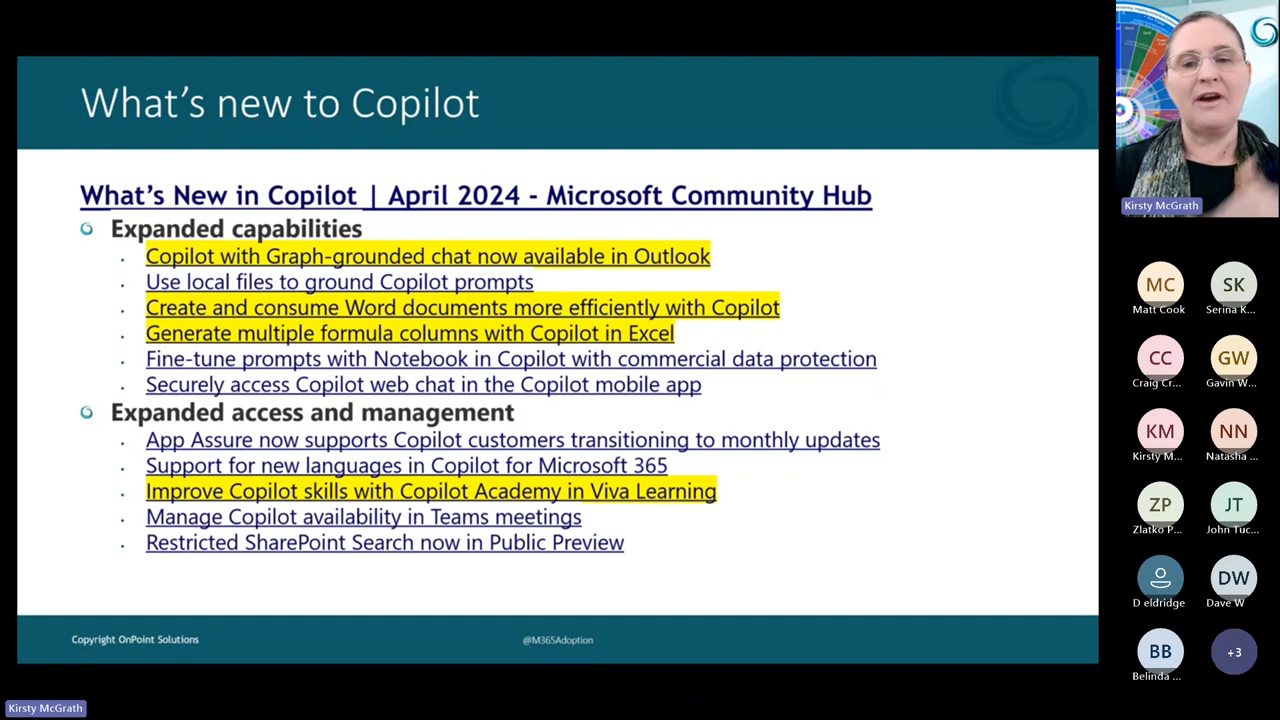 What's new to Copilot
What's New in Copilot | April 2024 - Microsoft Community Hub
Expanded capabilities
Copilot with Graph-grounded chat now available in Outlook
Use local files to ground Copilot prompts
Create and consume Word documents more efficiently with Copilot
Generate multiple formula columns with Copilot in Excel
Fine-tune prompts with Notebook in Copilot with commercial data protection
Securely access Copilot web chat in the Copilot mobile app
Expanded access and management
App Assure now supports Copilot customers transitioning to monthly updates
Support for new languages in Copilot for Microsoft 365
Improve Copilot skills with Copilot Academy in Viva Learning
Manage Copilot availability in Teams meetings
Restricted SharePoint Search now in Public Preview
Copyright OnPoint Solutions
@M365Adoption
Kirsty McGrath
Kirsty McGrath
MC
SK
Matt Cook
Serina K...
CC
GW
Craig Cr...
Gavin W...
KM
NN
Kirsty M...
Natasha ...
ZP
JT
Zlatko P...
John Tuc...
DW
D eldridge
Dave W
BB
+3
Belinda ...